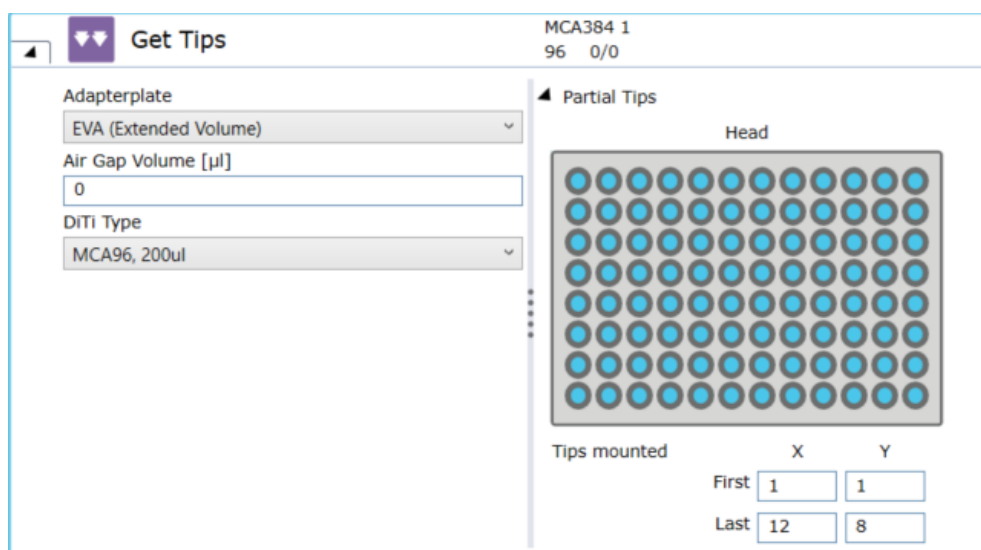 Get Tips
MCA384 1
96 0/0
Adapterplate
EVA (Extended Volume)
Air Gap Volume [µl]
0
DiTi Type
MCA96, 200ul
Partial Tips
Head
Tips mounted X Y
First 1 1
Last 12 8